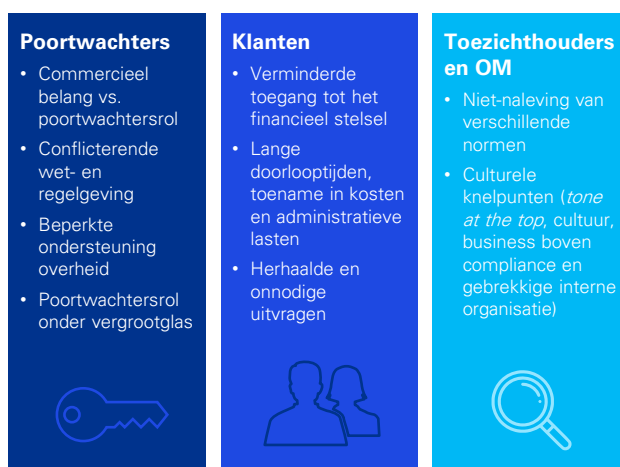 Poortwachters
• Commercieel
belang vs.
poortwachtersrol
• Conflicterende
wet- en
regelgeving
• Beperkte
ondersteuning
overheid
• Poortwachtersrol
onder vergrootglas
Klanten
• Verminderde
toegang tot het
financieel stelsel
• Lange
doorlooptijden,
toename in kosten
en administratieve
lasten
• Herhaalde en
onnodige
uitvragen
Toezichthouders
en OM
• Niet-naleving van
verschillende
normen
• Culturele
knelpunten (tone
at the top, cultuur,
business boven
compliance en
gebrekkige interne
organisatie)